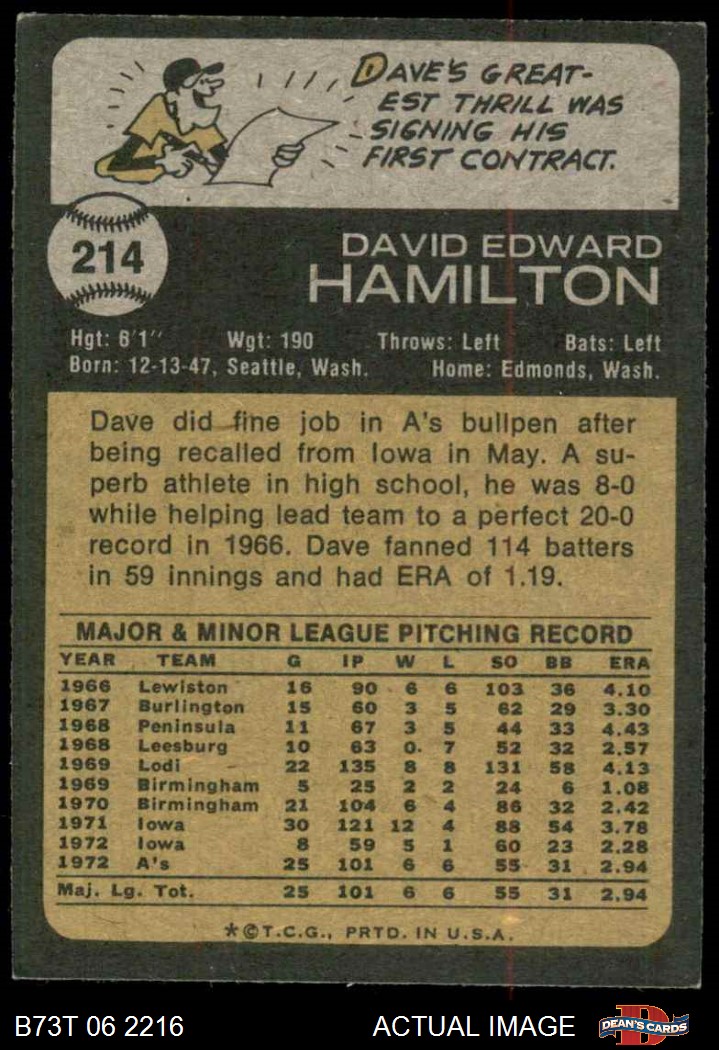 DAVE'S GREAT-
EST THRILL WAS
SIGNING HIS
FIRST CONTRACT.
214
DAVID EDWARD
HAMILTON
Hgt: 6'1" Wgt: 190 Throws: Left Bats: Left
Born: 12-13-47, Seattle, Wash. Home: Edmonds, Wash.
Dave did fine job in A's bullpen after
being recalled from Iowa in May. A su-
perb athlete in high school, he was 8-0
while helping lead team to a perfect 20-0
record in 1966. Dave fanned 114 batters
in 59 innings and had ERA of 1.19.
MAJOR & MINOR LEAGUE PITCHING RECORD
YEAR TEAM G IP W L SO BB ERA
1966 Lewiston 16 90 6 6 103 36 4.10
1967 Burlington 15 60 3 5 62 29 3.30
1968 Peninsula 11 67 3 5 44 33 4.43
1968 Leesburg 10 63 0 7 52 32 2.57
1969 Lodi 22 135 8 8 131 58 4.13
1969 Birmingham 5 25 2 2 24 6 1.08
1970 Birmingham 21 104 6 4 86 32 2.42
1971 Iowa 30 121 12 4 88 54 3.78
1972 Iowa 8 59 5 1 60 23 2.28
1972 A's 25 101 6 6 55 31 2.94
Maj. Lg. Tot. 25 101 6 6 55 31 2.94
*©T.C.G., PRTD. IN U.S.A.
B73T 06 2216 ACTUAL IMAGE DEAN'S CARDS